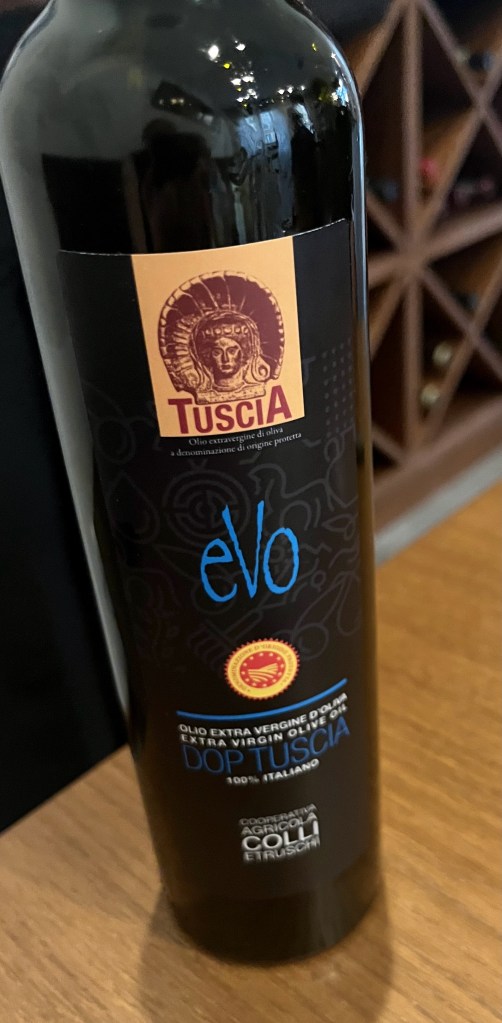 TUSCIA
Olio extravergine di oliva
a denominazione di origine protetta
eVo
OLIO EXTRA VERGINE D'OLIVA
EXTRA VIRGIN OLIVE OIL
DOP TUSCIA
100% ITALIANO
COOPERATIVA
AGRICOLA
COLLI
ETRUSCHI